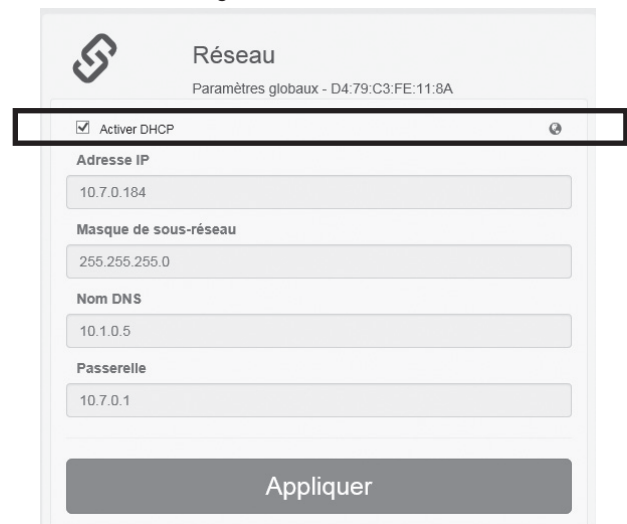 Réseau
Paramètres globaux - D4:79:C3:FE:11:8A
Activer DHCP
Adresse IP
10.7.0.184
Masque de sous-réseau
255.255.255.0
Nom DNS
10.1.0.5
Passerelle
10.7.0.1
Appliquer